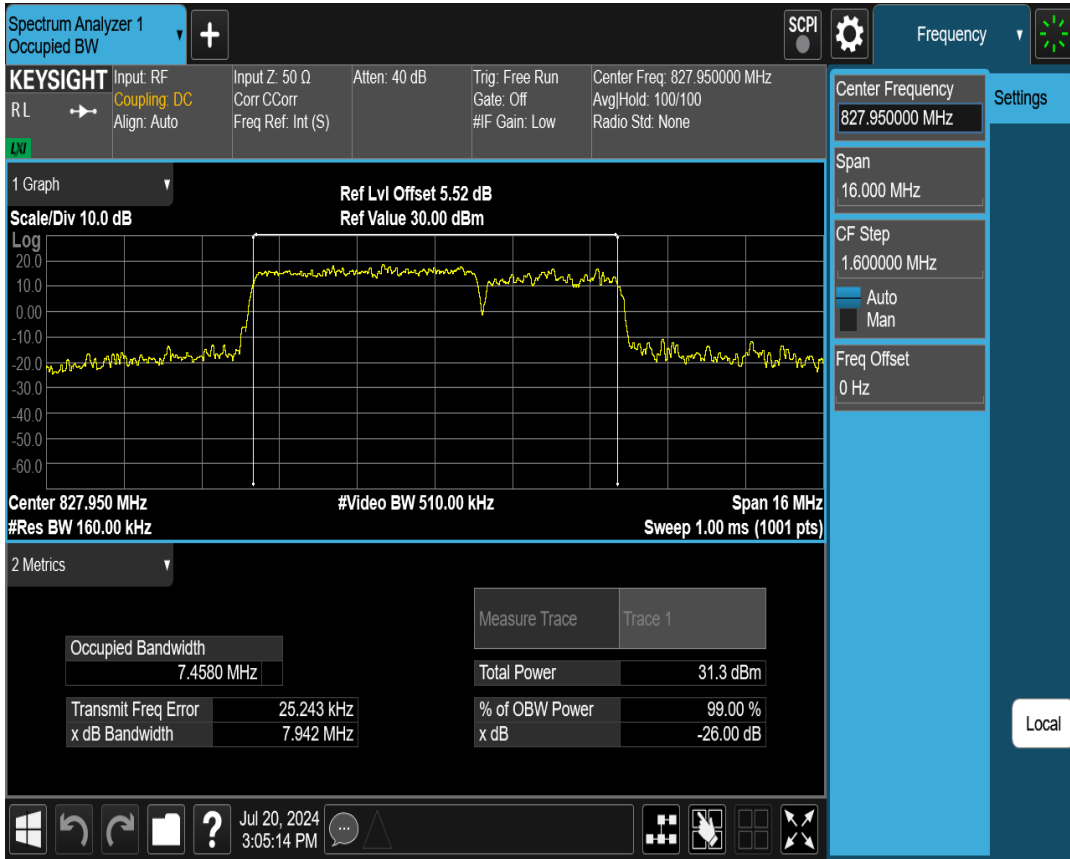 Spectrum Analyzer 1
Occupied BW
+
SCPI
Frequency
KEYSIGHT
RL
LXI
Input: RF
Coupling: DC
Align: Auto
Input Z: 50 Ω
Corr CCorr
Freq Ref: Int (S)
Atten: 40 dB
Trig: Free Run
Gate: Off
#IF Gain: Low
Center Freq: 827.950000 MHz
Avg|Hold: 100/100
Radio Std: None
Center Frequency
827.950000 MHz
Settings
Span
16.000 MHz
CF Step
1.600000 MHz
Auto
Man
Freq Offset
0 Hz
Local
1 Graph
Ref Lvl Offset 5.52 dB
Scale/Div 10.0 dB
Ref Value 30.00 dBm
Log
20.0
10.0
0.00
-10.0
-20.0
-30.0
-40.0
-50.0
-60.0
Center 827.950 MHz
#Video BW 510.00 kHz
Span 16 MHz
#Res BW 160.00 kHz
Sweep 1.00 ms (1001 pts)
2 Metrics
Measure Trace
Trace 1
Occupied Bandwidth
7.4580 MHz
Total Power
31.3 dBm
Transmit Freq Error
25.243 kHz
% of OBW Power
99.00 %
x dB Bandwidth
7.942 MHz
x dB
-26.00 dB
?
Jul 20, 2024
3:05:14 PM